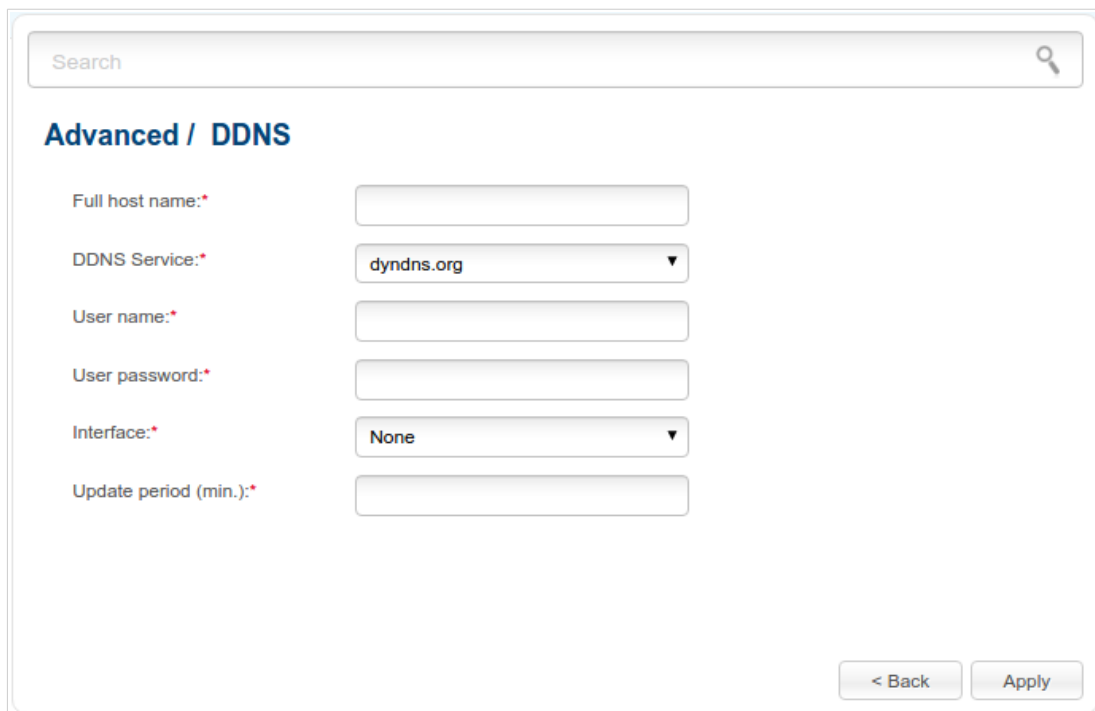 Search
Advanced / DDNS
Full host name:*
DDNS Service:* dyndns.org ▼
User name:*
User password:*
Interface:* None ▼
Update period (min.):*
< Back Apply